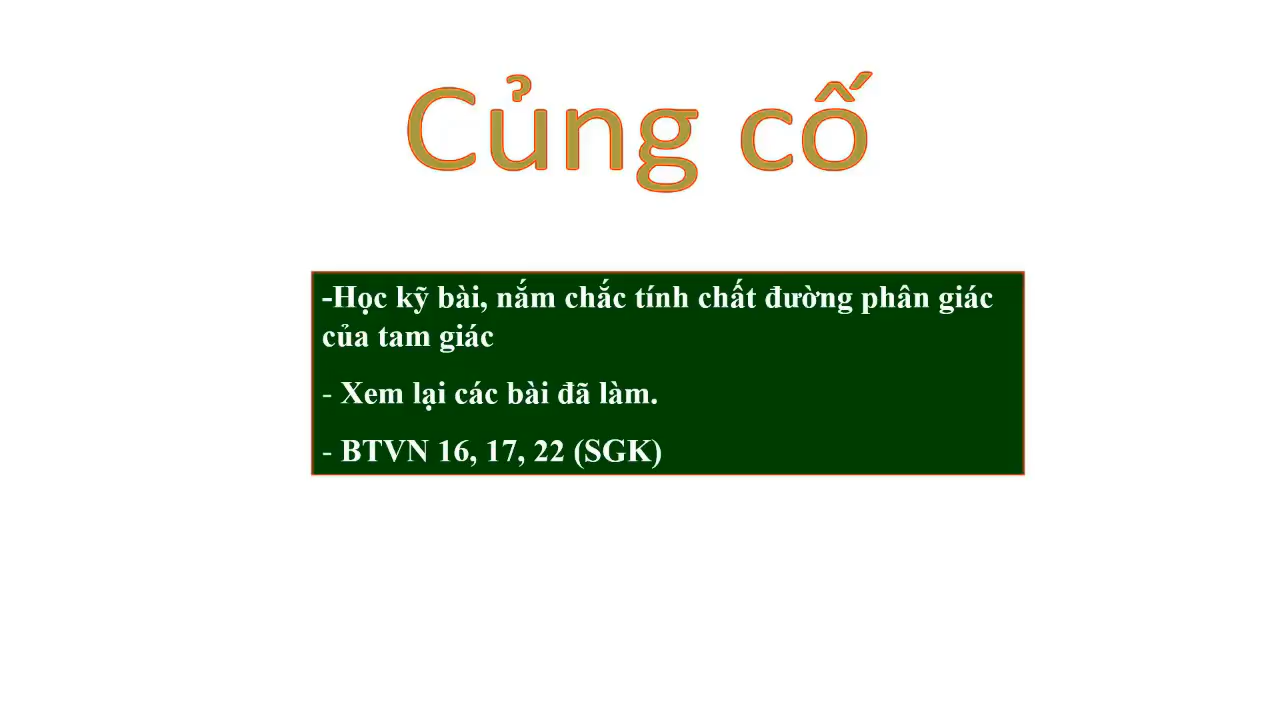 Củng cố
-Học kỹ bài, nắm chắc tính chất đường phân giác
của tam giác
- Xem lại các bài đã làm.
- BTVN 16, 17, 22 (SGK)